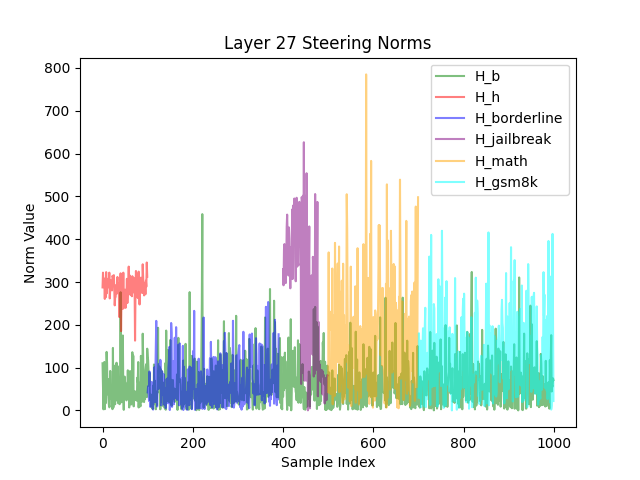 Layer 27 Steering Norms
800
700
600
500
400
300
200
100
0
Norm Value
H_b
H_h
H_borderline
H_jailbreak
H_math
H_gsm8k
0 200 400 600 800 1000
Sample Index